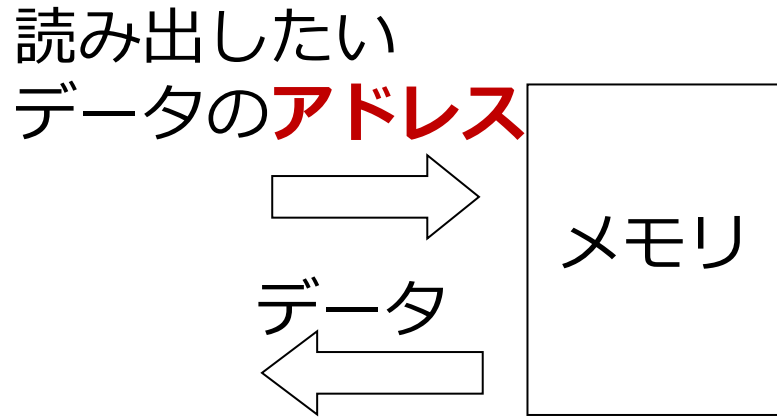 読み出したい
データのアドレス
メモリ
データ